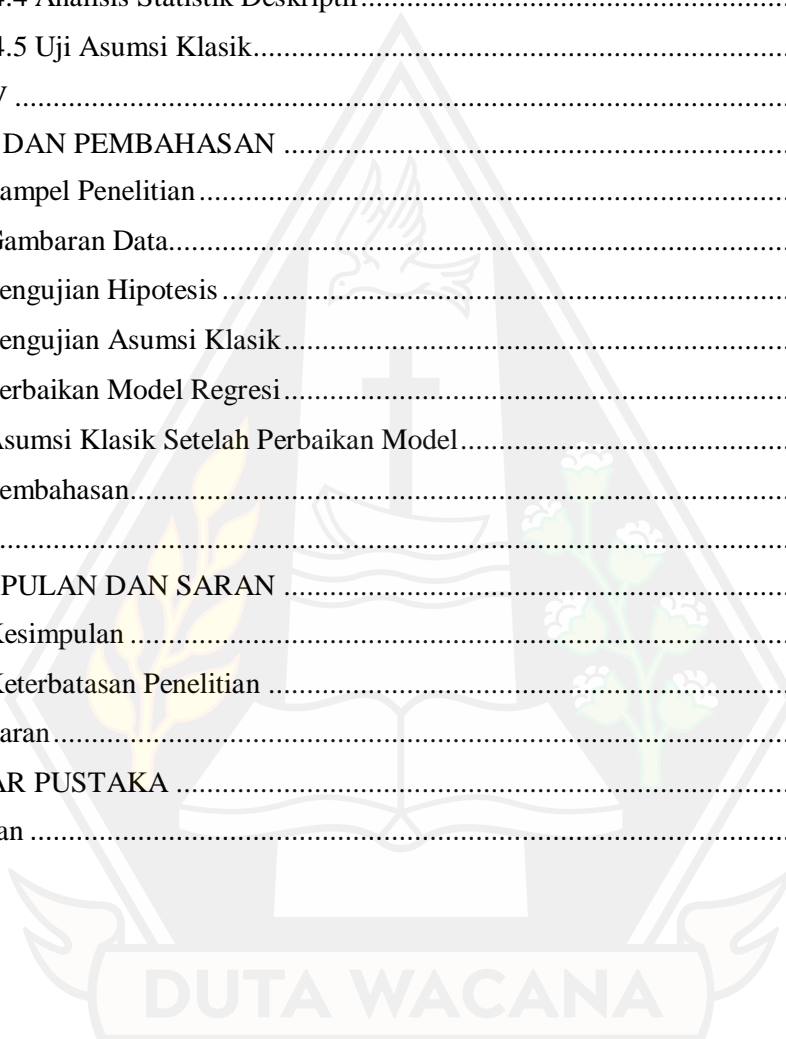 4.4 Analisis Statistik Deskriptif........................................................
4.5 Uji Asumsi Klasik........................................................................
V ..........................................................................................................
DAN PEMBAHASAN .....................................................................
ampel Penelitian..............................................................................
Gambaran Data...................................................................................
engujian Hipotesis...........................................................................
engujian Asumsi Klasik...................................................................
erbaikan Model Regresi...................................................................
Asumsi Klasik Setelah Perbaikan Model...........................................
embahasan.........................................................................................
..........................................................................................................
PULAN DAN SARAN .....................................................................
Kesimpulan .......................................................................................
Keterbatasan Penelitian ....................................................................
aran...................................................................................................
AR PUSTAKA ..................................................................................
an ......................................................................................................
DUTA WACANA